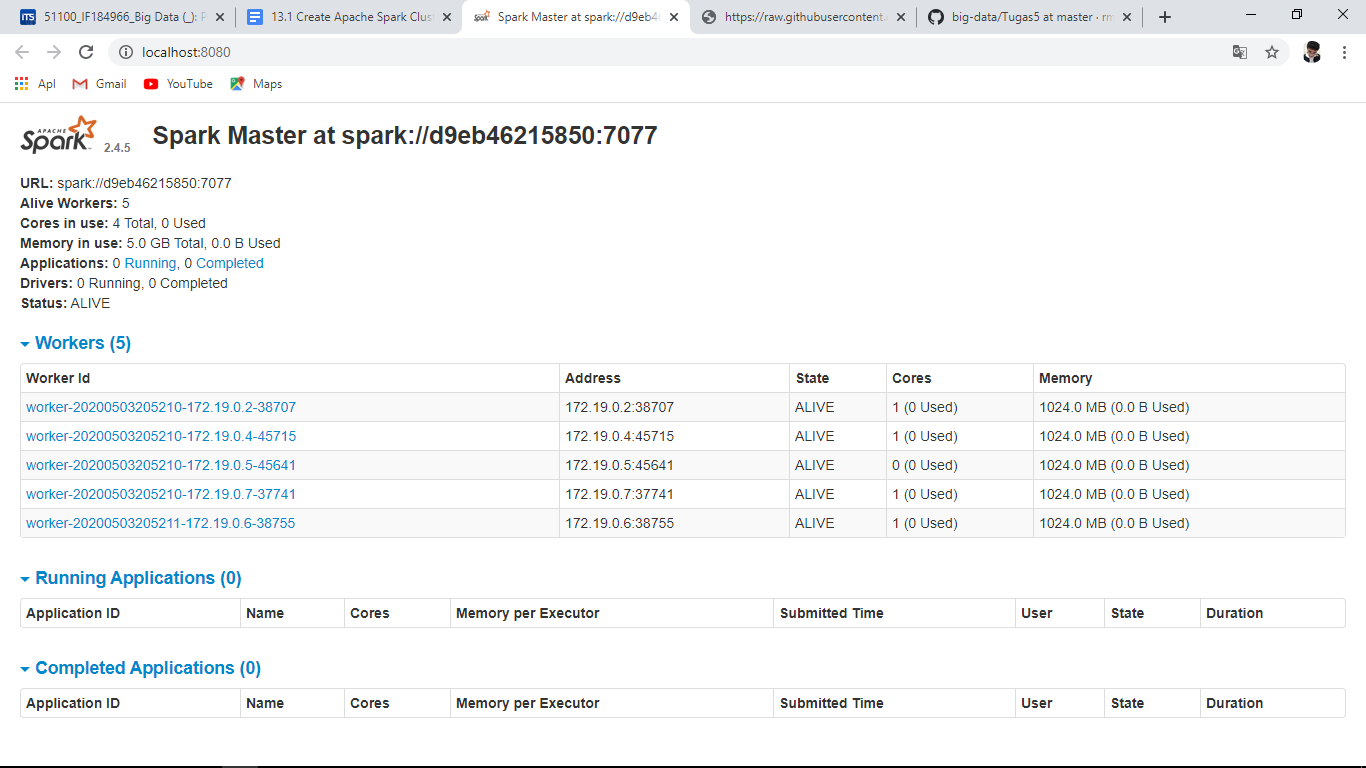 51100_IF184966_Big Data (_): P
13.1 Create Apache Spark Clus
Spark Master at spark://d9eb4
https://raw.githubusercontent.
big-data/Tugas5 at master · m
localhost:8080
Apl Gmail YouTube Maps
APACHE Spark 2.4.5 Spark Master at spark://d9eb46215850:7077
URL: spark://d9eb46215850:7077
Alive Workers: 5
Cores in use: 4 Total, 0 Used
Memory in use: 5.0 GB Total, 0.0 B Used
Applications: 0 Running, 0 Completed
Drivers: 0 Running, 0 Completed
Status: ALIVE
Workers (5)
Worker Id Address State Cores Memory
worker-20200503205210-172.19.0.2-38707 172.19.0.2:38707 ALIVE 1 (0 Used) 1024.0 MB (0.0 B Used)
worker-20200503205210-172.19.0.4-45715 172.19.0.4:45715 ALIVE 1 (0 Used) 1024.0 MB (0.0 B Used)
worker-20200503205210-172.19.0.5-45641 172.19.0.5:45641 ALIVE 0 (0 Used) 1024.0 MB (0.0 B Used)
worker-20200503205210-172.19.0.7-37741 172.19.0.7:37741 ALIVE 1 (0 Used) 1024.0 MB (0.0 B Used)
worker-20200503205211-172.19.0.6-38755 172.19.0.6:38755 ALIVE 1 (0 Used) 1024.0 MB (0.0 B Used)
Running Applications (0)
Application ID Name Cores Memory per Executor Submitted Time User State Duration
Completed Applications (0)
Application ID Name Cores Memory per Executor Submitted Time User State Duration